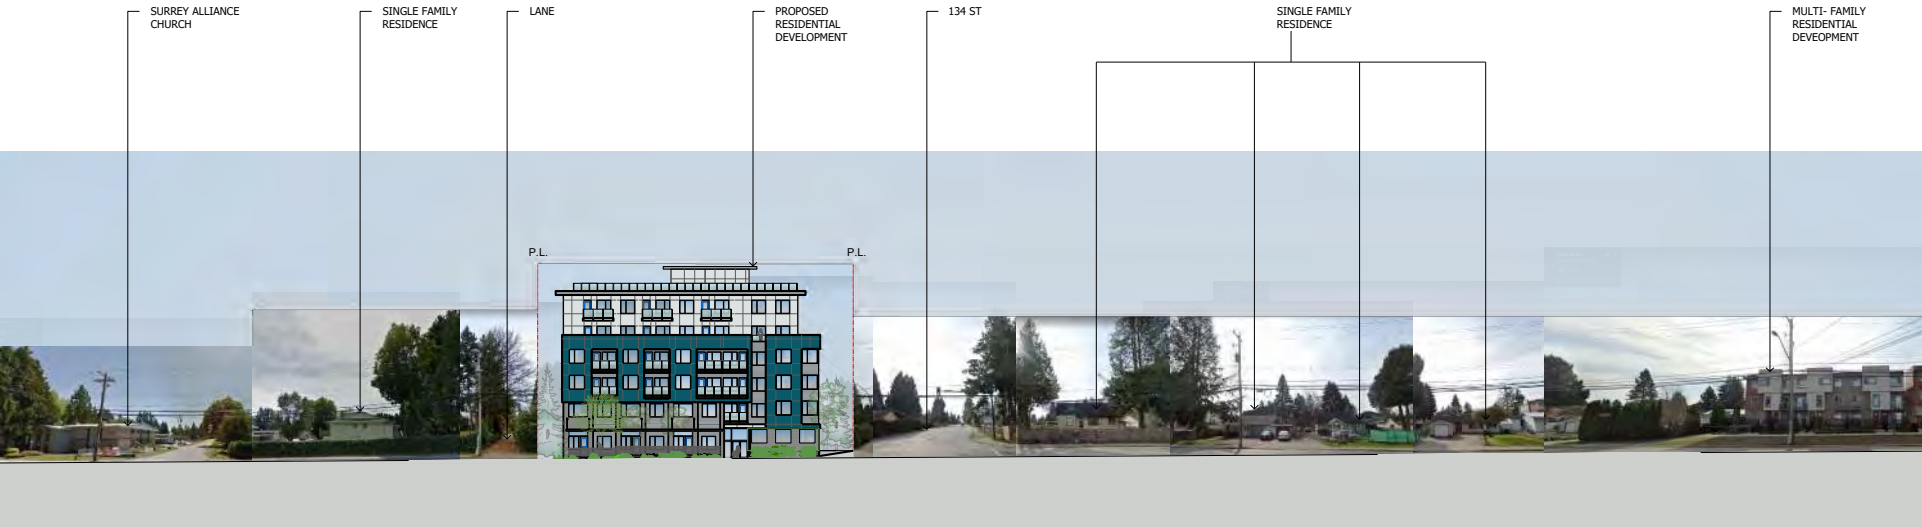 SURREY ALLIANCE
CHURCH
SINGLE FAMILY
RESIDENCE
LANE
PROPOSED
RESIDENTIAL
DEVELOPMENT
134 ST
SINGLE FAMILY
RESIDENCE
MULTI- FAMILY
RESIDENTIAL
DEVEOPMENT
P.L.
P.L.